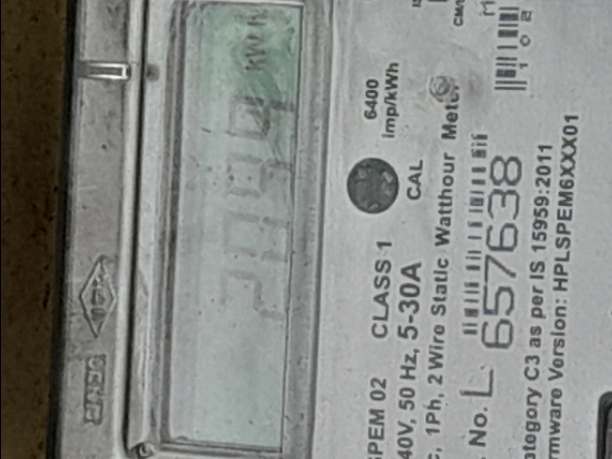 kWh
6400
imp/kWh
CAL
SPEM 02 CLASS 1
40V, 50 Hz, 5-30A
c, 1Ph, 2 Wire Static Watthour Meter
. No. L 657638
ategory C3 as per IS 15959:2011
rmware Version: HPLSPEM6XXX01